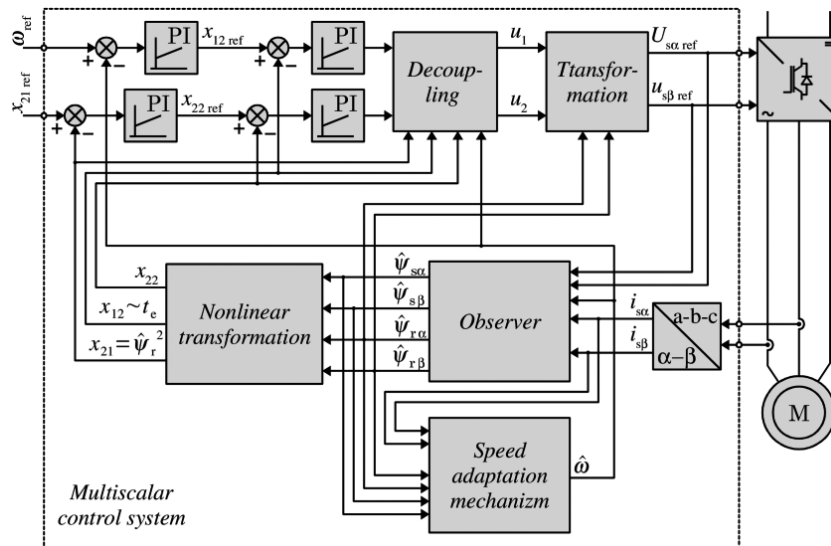 ω_ref
PI
x_12 ref
PI
Decoup-
ling
u_1
u_2
Ttansfor-
mation
U_sα ref
u_sβ ref
x_21 ref
PI
x_22 ref
PI
+
−
+
−
+
−
+
−
~
=
x_22
x_12~t_e
x_21=ψ̂_r^2
Nonlinear
transformation
ψ̂_sα
ψ̂_sβ
ψ̂_rα
ψ̂_rβ
Observer
i_sα
i_sβ
a-b-c
α−β
M
Speed
adaptation
mechanizm
ω̂
Multiscalar
control system